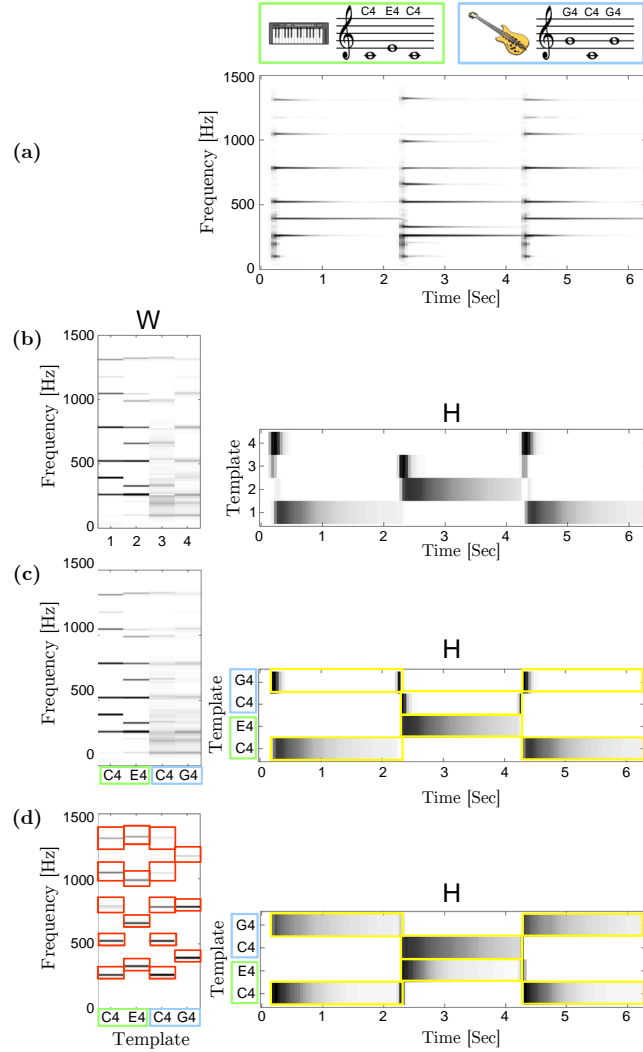 C4 E4 C4
G4 C4 G4
(a)
Frequency [Hz]
1500
1000
500
0
0 1 2 3 4 5 6
Time [Sec]
(b)
W
Frequency [Hz]
1500
1000
500
0
1 2 3 4
H
Template
4
3
2
1
0 1 2 3 4 5 6
Time [Sec]
(c)
Frequency [Hz]
1500
1000
500
0
C4 E4 C4 G4
H
Template
G4
C4
E4
C4
0 1 2 3 4 5 6
Time [Sec]
(d)
Frequency [Hz]
1500
1000
500
0
C4 E4 C4 G4
Template
H
Template
G4
C4
E4
C4
0 1 2 3 4 5 6
Time [Sec]